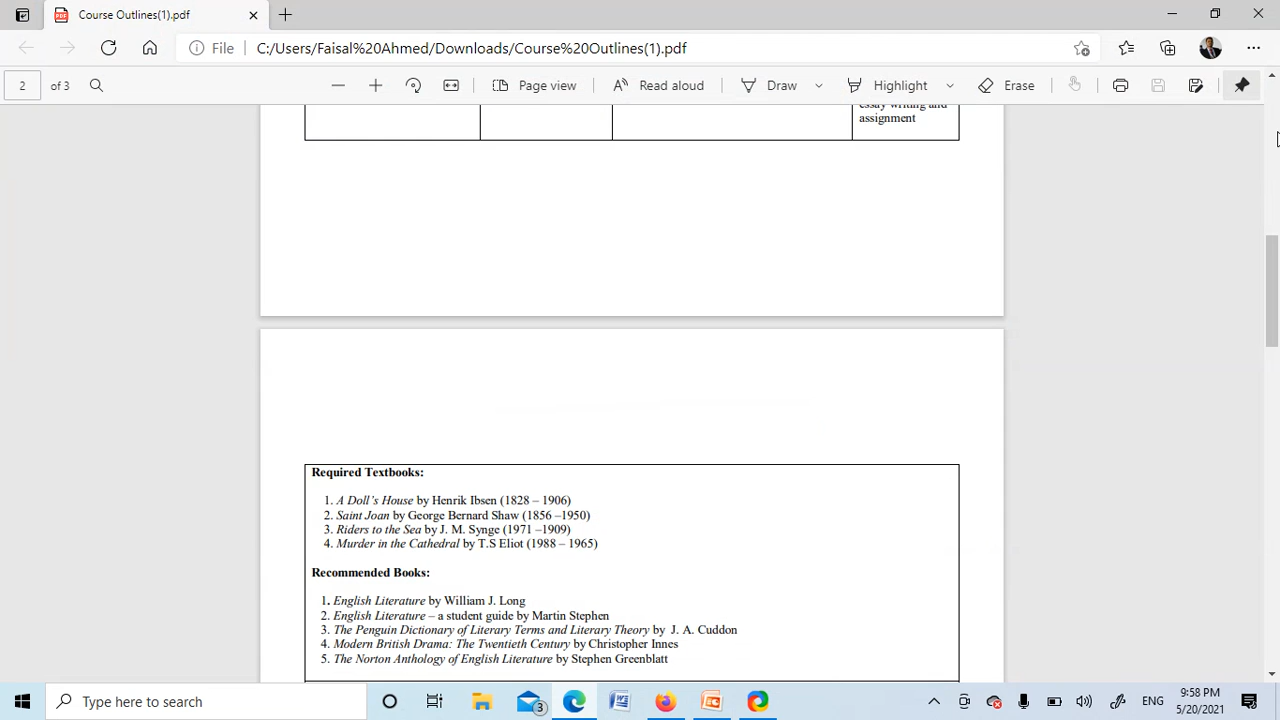 Course Outlines(1).pdf
File
C:/Users/Faisal%20Ahmed/Downloads/Course%20Outlines(1).pdf
2 of 3
Page view
Read aloud
Draw
Highlight
Erase
essay writing and
assignment
Required Textbooks:
1. A Doll's House by Henrik Ibsen (1828 – 1906)
2. Saint Joan by George Bernard Shaw (1856 –1950)
3. Riders to the Sea by J. M. Synge (1971 –1909)
4. Murder in the Cathedral by T.S Eliot (1988 – 1965)
Recommended Books:
1. English Literature by William J. Long
2. English Literature – a student guide by Martin Stephen
3. The Penguin Dictionary of Literary Terms and Literary Theory by J. A. Cuddon
4. Modern British Drama: The Twentieth Century by Christopher Innes
5. The Norton Anthology of English Literature by Stephen Greenblatt
Type here to search
3
ENG
9:58 PM
5/20/2021